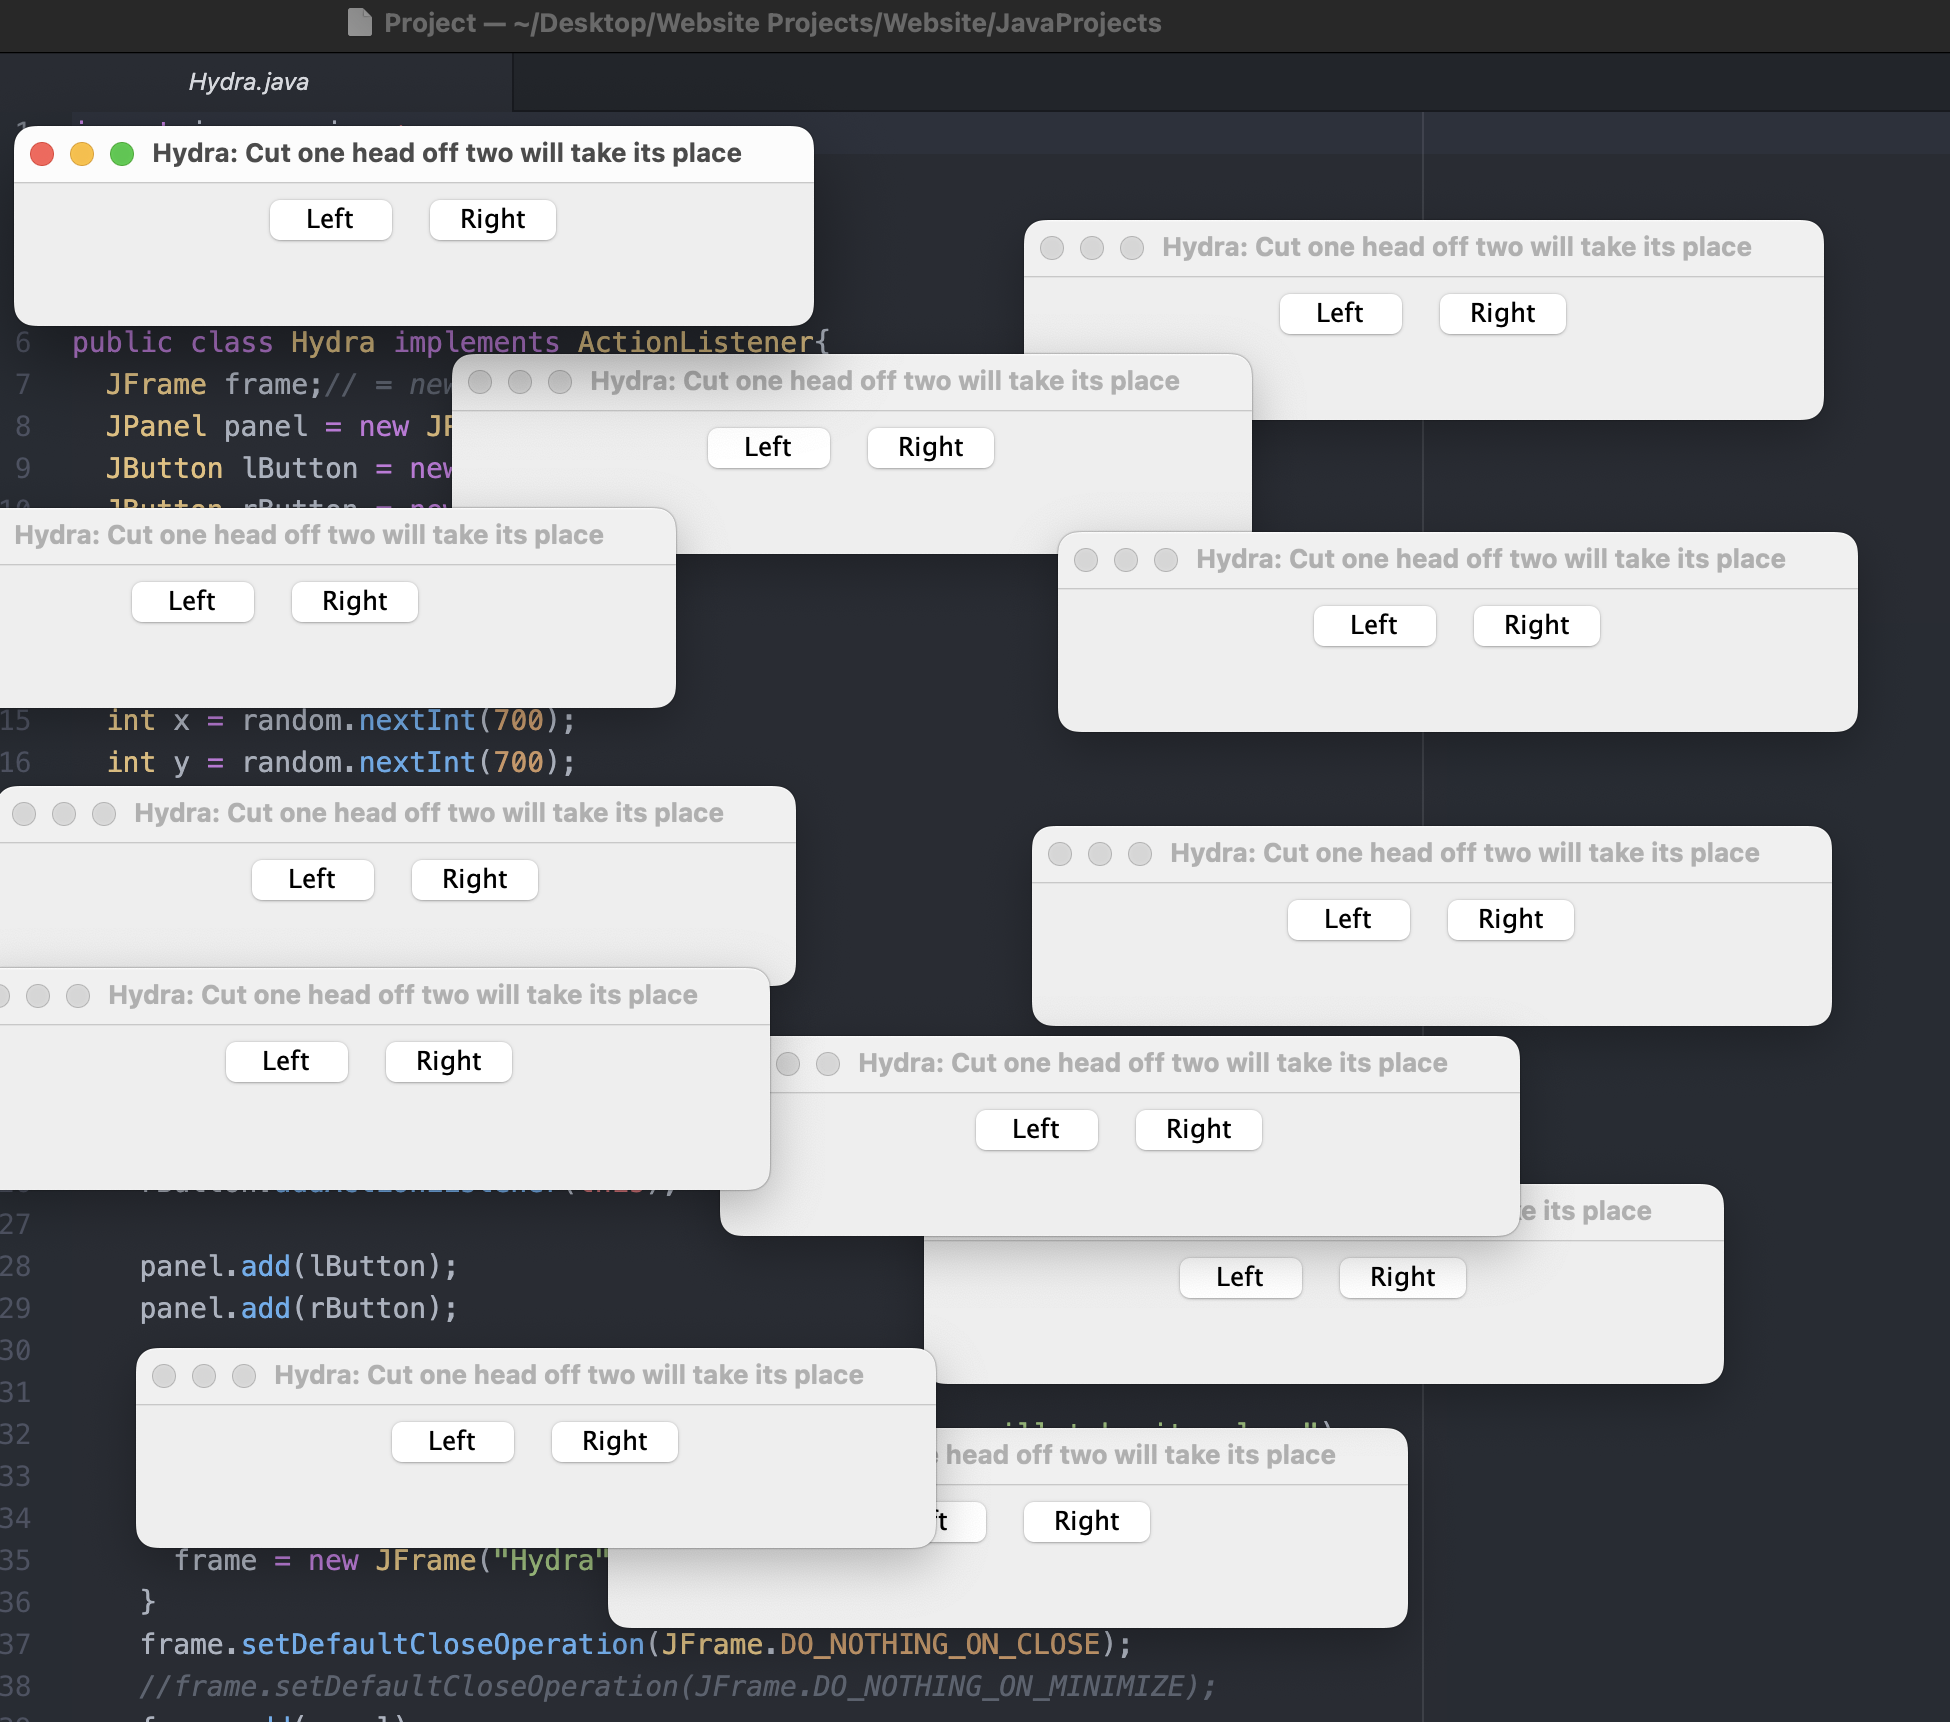 Project — ~/Desktop/Website Projects/Website/JavaProjects
Hydra.java
1
Hydra: Cut one head off two will take its place
Left Right
Hydra: Cut one head off two will take its place
Left Right
6 public class Hydra implements ActionListener{
7 JFrame frame;// = new
Hydra: Cut one head off two will take its place
8 JPanel panel = new
Left Right
9 JButton lButton = new
10 JButton rButton = new
Hydra: Cut one head off two will take its place
Left Right
Hydra: Cut one head off two will take its place
Left Right
15 int x = random.nextInt(700);
16 int y = random.nextInt(700);
Hydra: Cut one head off two will take its place
Left Right
Hydra: Cut one head off two will take its place
Left Right
Hydra: Cut one head off two will take its place
Left Right
Hydra: Cut one head off two will take its place
Left Right
its place
Left Right
27
28 panel.add(lButton);
29 panel.add(rButton);
30
31
Hydra: Cut one head off two will take its place
Left Right
32
33
head off two will take its place
Right
34
35 frame = new JFrame("Hydra"
36 }
37 frame.setDefaultCloseOperation(JFrame.DO_NOTHING_ON_CLOSE);
38 //frame.setDefaultCloseOperation(JFrame.DO_NOTHING_ON_MINIMIZE);